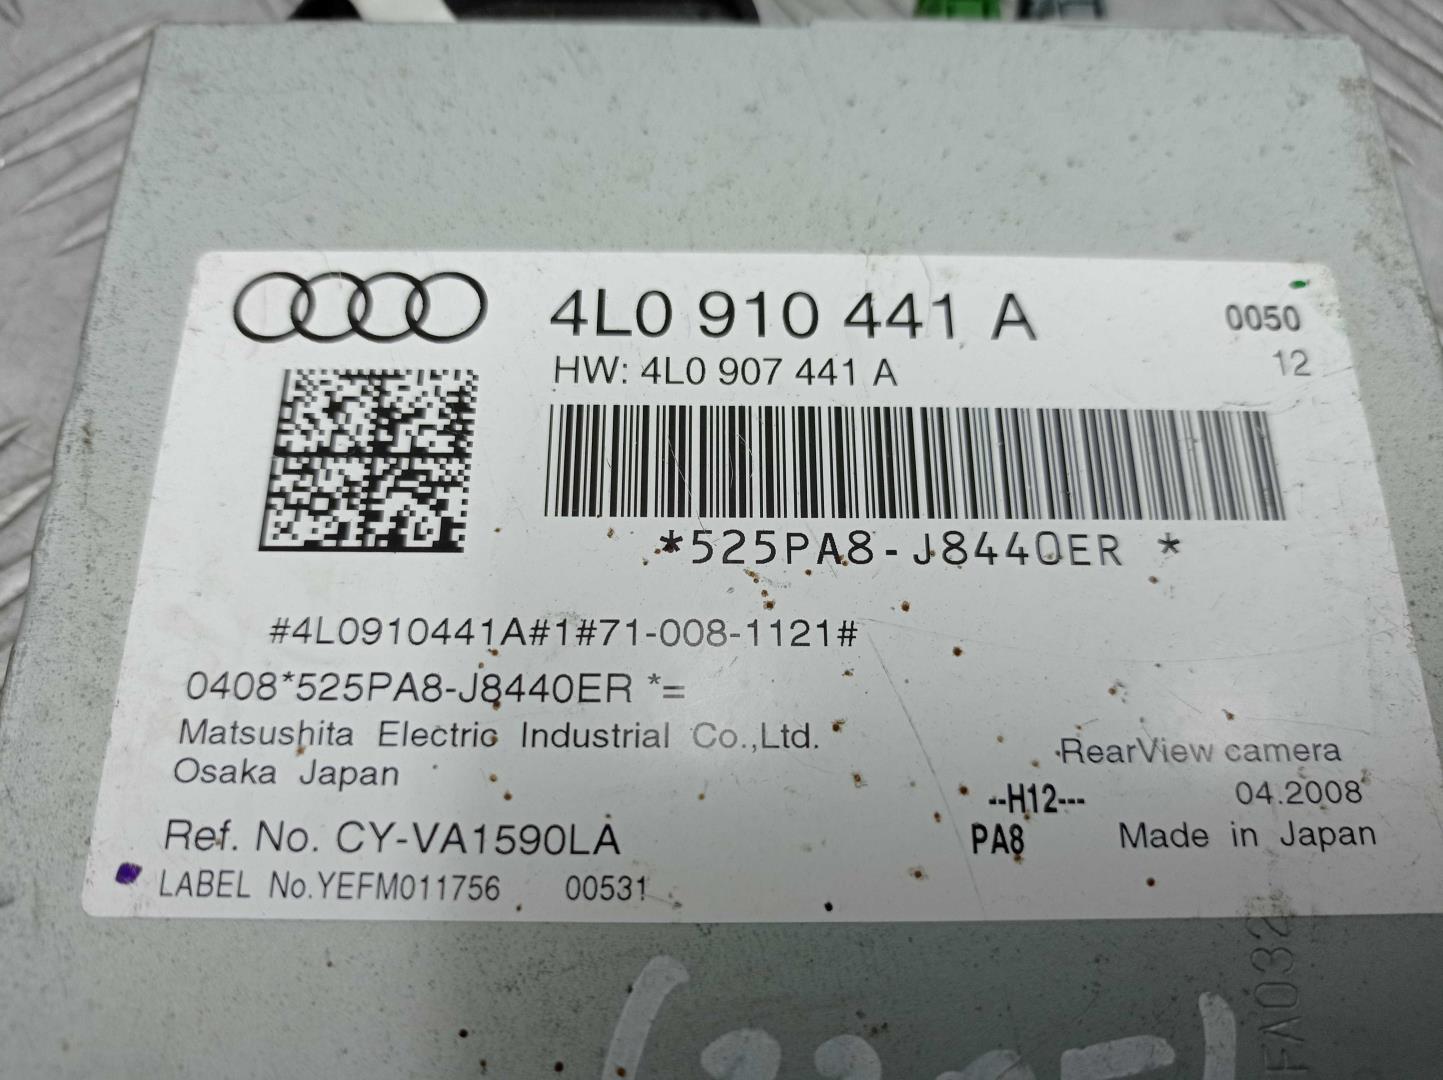 4L0 910 441 A
0050
HW: 4L0 907 441 A
12
*525PA8-J8440ER *
#4L0910441A#1#71-008-1121#
0408*525PA8-J8440ER *=
Matsushita Electric Industrial Co.,Ltd.
Osaka Japan
RearView camera
--H12---
04.2008
Ref. No. CY-VA1590LA
PA8
Made in Japan
LABEL No.YEFM011756
00531
FA032